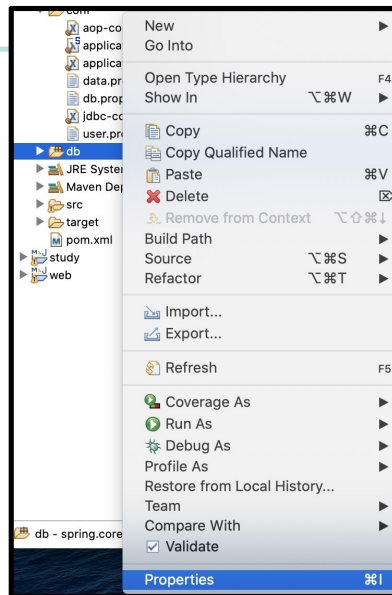 conf
aop-co
applica
applica
data.pr
db.prop
jdbc-co
user.pro
db
JRE System
Maven Dep
src
target
pom.xml
study
web
db - spring.core
New
Go Into
Open Type Hierarchy F4
Show In ⌥⌘W
Copy ⌘C
Copy Qualified Name
Paste ⌘V
Delete ⌦
Remove from Context ⌥⇧⌘↓
Build Path
Source ⌥⌘S
Refactor ⌥⌘T
Import...
Export...
Refresh F5
Coverage As
Run As
Debug As
Profile As
Restore from Local History...
Team
Compare With
Validate
Properties ⌘I